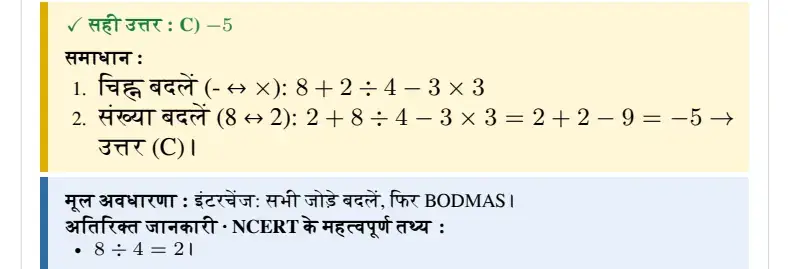 ✓ सही उत्तर : C) −5
समाधान :
1. चिह्न बदलें (- ↔ ×): 8 + 2 ÷ 4 − 3 × 3
2. संख्या बदलें (8 ↔ 2): 2 + 8 ÷ 4 − 3 × 3 = 2 + 2 − 9 = −5 →
उत्तर (C)।
मूल अवधारणा : इंटरचेंज: सभी जोड़े बदलें, फिर BODMAS।
अतिरिक्त जानकारी · NCERT के महत्वपूर्ण तथ्य :
• 8 ÷ 4 = 2।